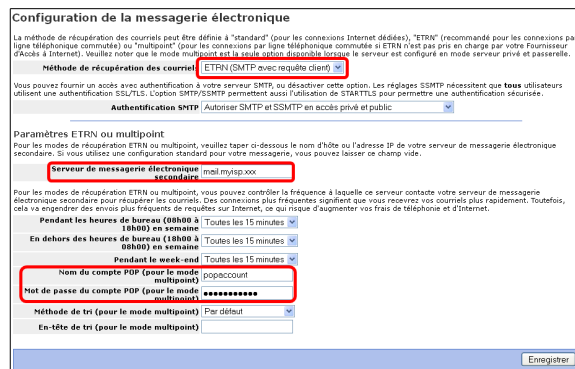 Configuration de la messagerie électronique
La méthode de récupération des courriels peut être définie à "standard" (pour les connexions Internet dédiées), "ETRN" (recommandé pour les connexions par
ligne téléphonique commutée) ou "multipoint" (pour les connexions par ligne téléphonique commutée si ETRN n'est pas pris en charge par votre Fournisseur
d'Accès à Internet). Veuillez noter que le mode multipoint est la seule option disponible lorsque le serveur est configuré en mode serveur privé et passerelle.
Méthode de récupération des courriels ETRN (SMTP avec requête client)
Vous pouvez fournir un accès avec authentification à votre serveur SMTP, ou désactiver cette option. Les réglages SSMTP nécessitent que tous utilisateurs
utilisent une authentification SSL/TLS. L'option SMTP/SSMTP permettent aussi l'utilisation de STARTTLS pour permettre une authentification sécurisée.
Authentification SMTP Autoriser SMTP et SSMTP en accès privé et public
Paramètres ETRN ou multipoint
Pour les modes de récupération ETRN ou multipoint, veuillez taper ci-dessous le nom d'hôte ou l'adresse IP de votre serveur de messagerie électronique
secondaire. Si vous utilisez une configuration standard pour votre messagerie, vous pouvez laisser ce champ vide.
Serveur de messagerie électronique
secondaire mail.myisp.xxx
Pour les modes de récupération ETRN ou multipoint, vous pouvez contrôler la fréquence à laquelle ce serveur contacte votre serveur de messagerie
électronique secondaire pour récupérer les courriels. Des connexions plus fréquentes signifient que vous recevrez vos courriels plus rapidement. Toutefois,
cela va engendrer des envois plus fréquents de requêtes sur Internet, ce qui risque d'augmenter vos frais de téléphonie et d'Internet.
Pendant les heures de bureau (08h00 à
18h00) en semaine Toutes les 15 minutes
En dehors des heures de bureau (18h00 à
08h00) en semaine Toutes les 15 minutes
Pendant le week-end Toutes les 15 minutes
Nom du compte POP (pour le mode
multipoint) popaccount
Mot de passe du compte POP (pour le mode
multipoint) ●●●●●●●●●●●
Méthode de tri (pour le mode multipoint) Par défaut
En-tête de tri (pour le mode multipoint)
Enregistrer